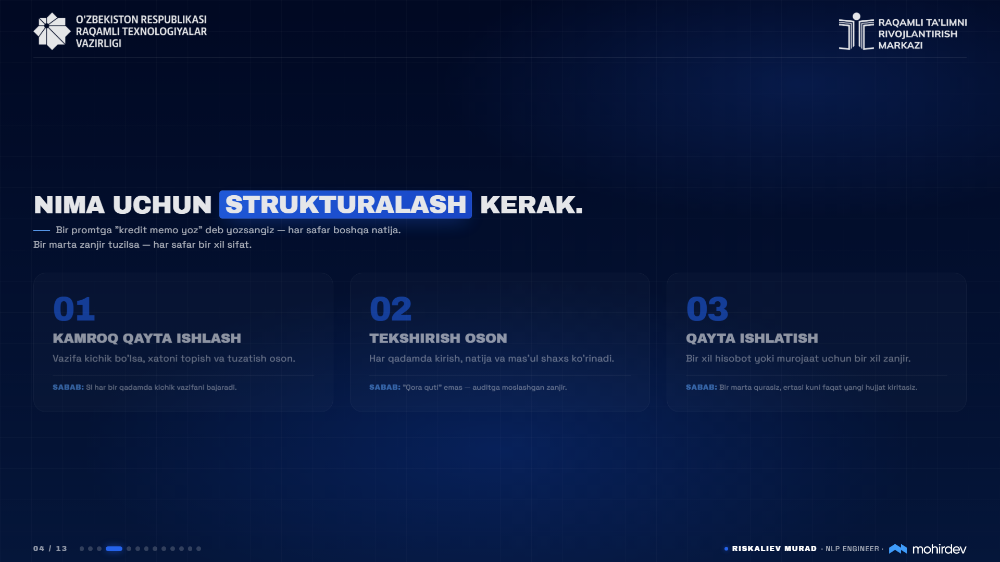 O'ZBEKISTON RESPUBLIKASI
RAQAMLI TEXNOLOGIYALAR
VAZIRLIGI
RAQAMLI TA'LIMNI
RIVOJLANTIRISH
MARKAZI
NIMA UCHUN STRUKTURALASH KERAK.
Bir promtga "kredit memo yoz" deb yozsangiz — har safar boshqa natija.
Bir marta zanjir tuzilsa — har safar bir xil sifat.
01
KAMROQ QAYTA ISHLASH
Vazifa kichik bo'lsa, xatoni topish va tuzatish oson.
SABAB: SI har bir qadamda kichik vazifani bajaradi.
02
TEKSHIRISH OSON
Har qadamda kirish, natija va mas'ul shaxs ko'rinadi.
SABAB: "Qora quti" emas — auditga moslashgan zanjir.
03
QAYTA ISHLATISH
Bir xil hisobot yoki murojaat uchun bir xil zanjir.
SABAB: Bir marta qurasiz, ertasi kuni faqat yangi hujjat kiritasiz.
04 / 13
RISKALIEV MURAD · NLP ENGINEER · mohirdev